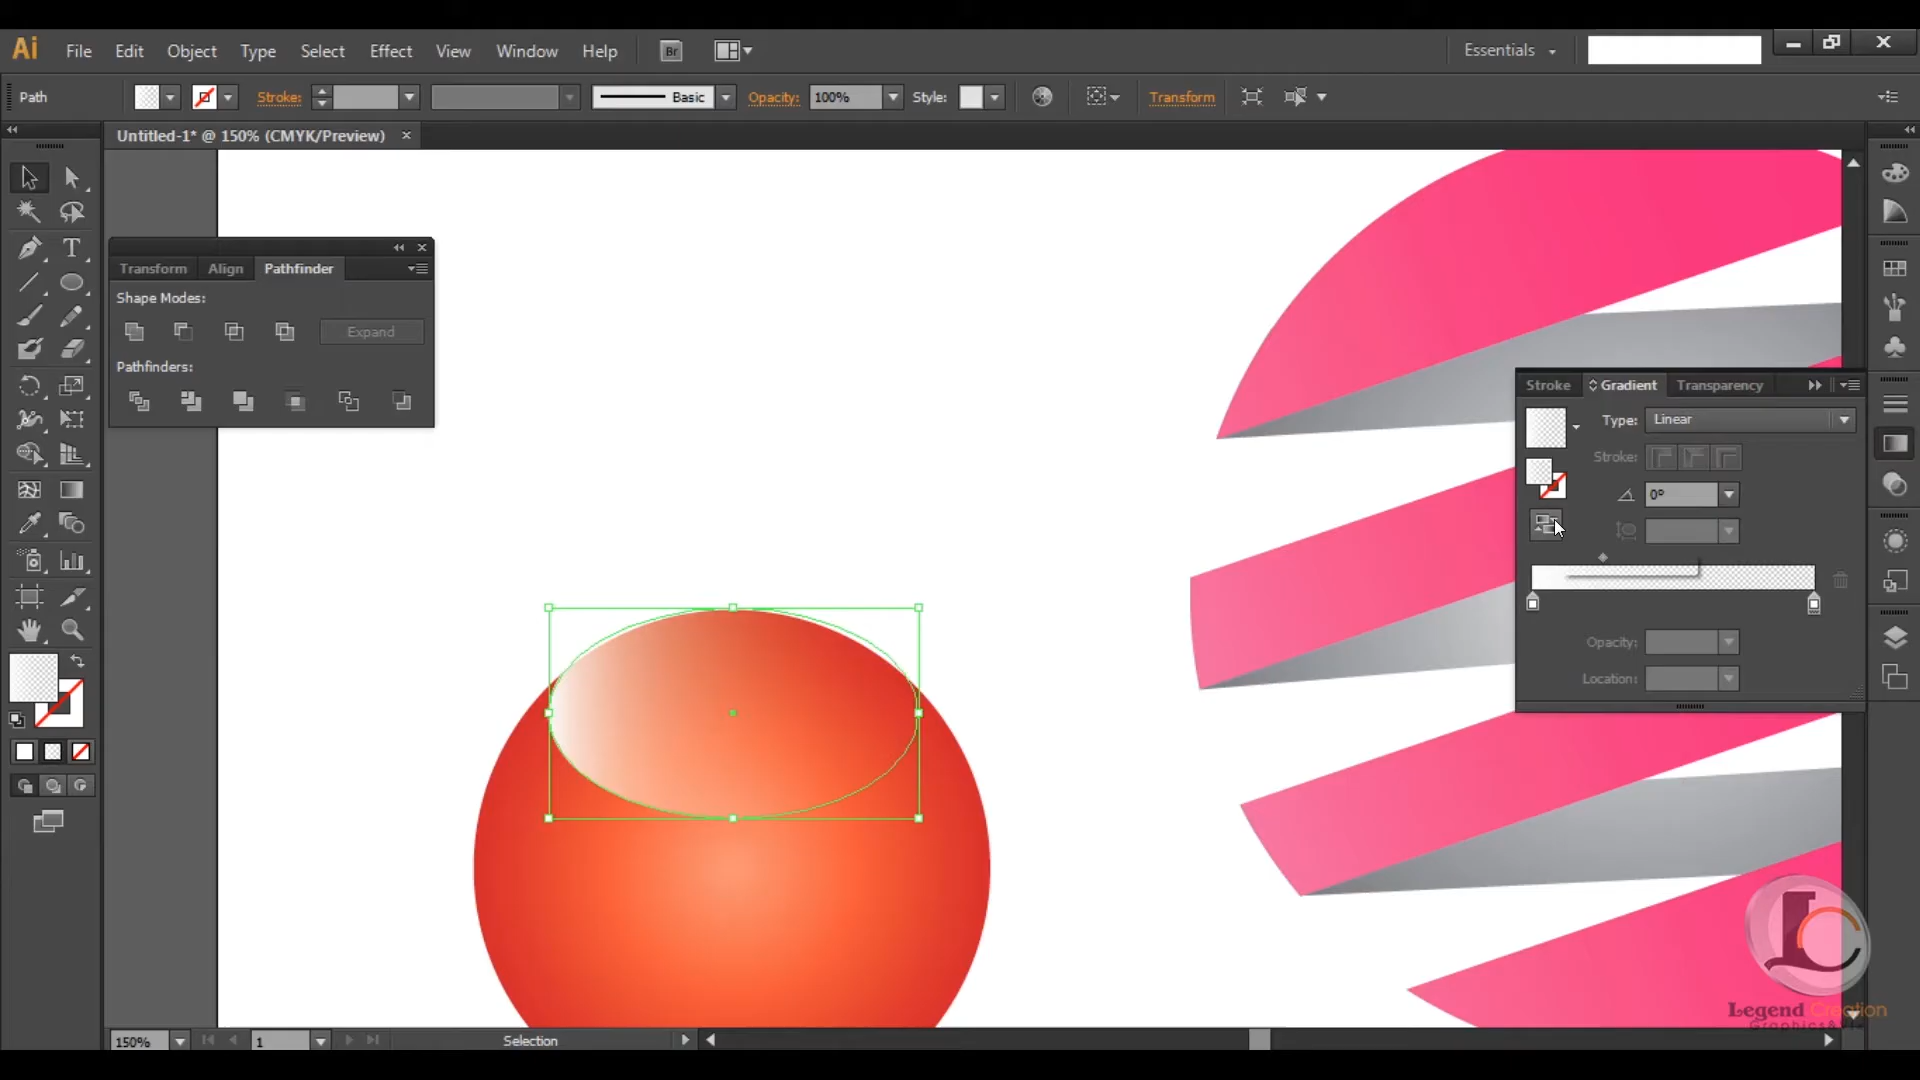 Ai File Edit Object Type Select Effect View Window Help Br Essentials
Path Stroke: Basic Opacity: 100% Style: Transform
Untitled-1* @ 150% (CMYK/Preview)
Transform Align Pathfinder
Shape Modes:
Expand
Pathfinders:
Stroke Gradient Transparency
Type: Linear
Stroke:
0°
Opacity:
Location:
T
LC
Legend Creation
150% 1 Selection